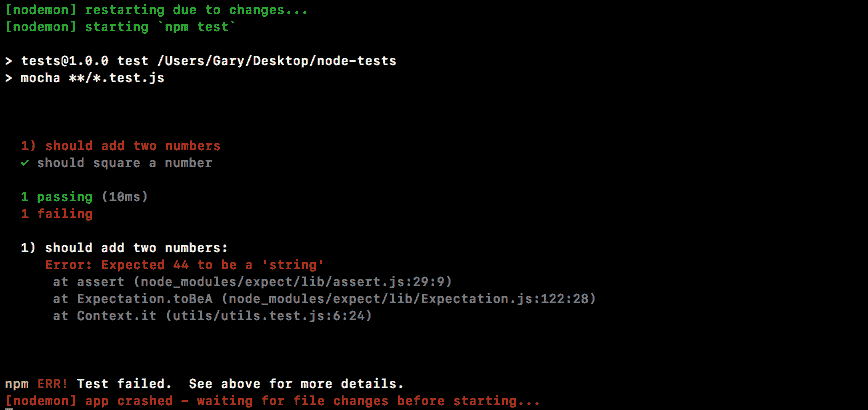 [nodemon] restarting due to changes...
[nodemon] starting `npm test`
> tests@1.0.0 test /Users/Gary/Desktop/node-tests
> mocha **/*.test.js
1) should add two numbers
✓ should square a number
1 passing (10ms)
1 failing
1) should add two numbers:
Error: Expected 44 to be a 'string'
at assert (node_modules/expect/lib/assert.js:29:9)
at Expectation.toBeA (node_modules/expect/lib/Expectation.js:122:28)
at Context.it (utils/utils.test.js:6:24)
npm ERR! Test failed.  See above for more details.
[nodemon] app crashed - waiting for file changes before starting...